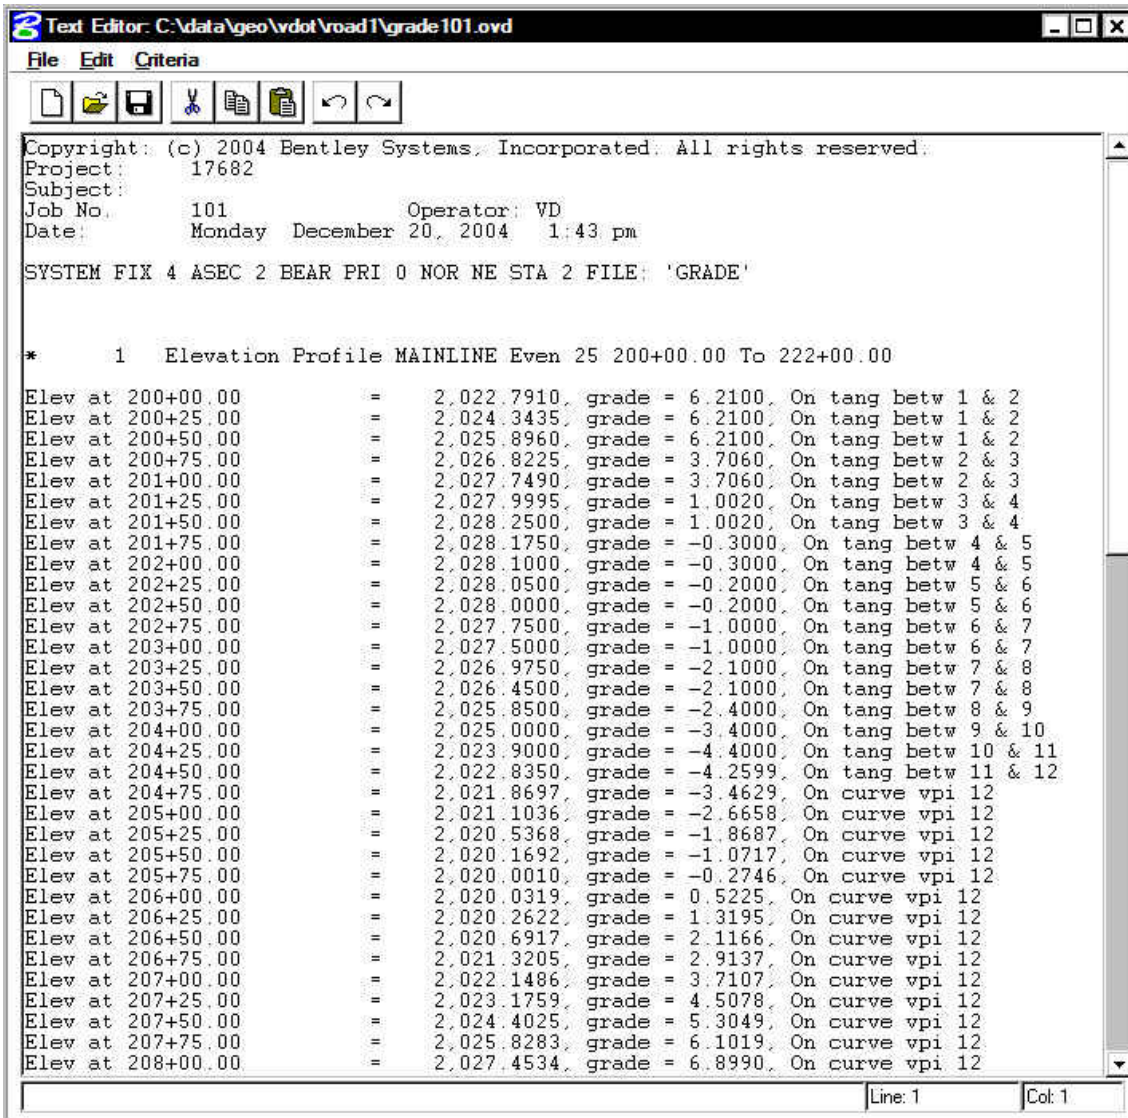 Text Editor: C:\data\geo\vdot\road1\grade101.ovd
File Edit Criteria
Copyright: (c) 2004 Bentley Systems, Incorporated. All rights reserved.
Project: 17682
Subject:
Job No. 101 Operator: VD
Date: Monday December 20, 2004 1:43 pm
SYSTEM FIX 4 ASEC 2 BEAR PRI 0 NOR NE STA 2 FILE: 'GRADE'
* 1 Elevation Profile MAINLINE Even 25 200+00.00 To 222+00.00
Elev at 200+00.00 = 2,022.7910, grade = 6.2100, On tang betw 1 & 2
Elev at 200+25.00 = 2,024.3435, grade = 6.2100, On tang betw 1 & 2
Elev at 200+50.00 = 2,025.8960, grade = 6.2100, On tang betw 1 & 2
Elev at 200+75.00 = 2,026.8225, grade = 3.7060, On tang betw 2 & 3
Elev at 201+00.00 = 2,027.7490, grade = 3.7060, On tang betw 2 & 3
Elev at 201+25.00 = 2,027.9995, grade = 1.0020, On tang betw 3 & 4
Elev at 201+50.00 = 2,028.2500, grade = 1.0020, On tang betw 3 & 4
Elev at 201+75.00 = 2,028.1750, grade = -0.3000, On tang betw 4 & 5
Elev at 202+00.00 = 2,028.1000, grade = -0.3000, On tang betw 4 & 5
Elev at 202+25.00 = 2,028.0500, grade = -0.2000, On tang betw 5 & 6
Elev at 202+50.00 = 2,028.0000, grade = -0.2000, On tang betw 5 & 6
Elev at 202+75.00 = 2,027.7500, grade = -1.0000, On tang betw 6 & 7
Elev at 203+00.00 = 2,027.5000, grade = -1.0000, On tang betw 6 & 7
Elev at 203+25.00 = 2,026.9750, grade = -2.1000, On tang betw 7 & 8
Elev at 203+50.00 = 2,026.4500, grade = -2.1000, On tang betw 7 & 8
Elev at 203+75.00 = 2,025.8500, grade = -2.4000, On tang betw 8 & 9
Elev at 204+00.00 = 2,025.0000, grade = -3.4000, On tang betw 9 & 10
Elev at 204+25.00 = 2,023.9000, grade = -4.4000, On tang betw 10 & 11
Elev at 204+50.00 = 2,022.8350, grade = -4.2599, On tang betw 11 & 12
Elev at 204+75.00 = 2,021.8697, grade = -3.4629, On curve vpi 12
Elev at 205+00.00 = 2,021.1036, grade = -2.6658, On curve vpi 12
Elev at 205+25.00 = 2,020.5368, grade = -1.8687, On curve vpi 12
Elev at 205+50.00 = 2,020.1692, grade = -1.0717, On curve vpi 12
Elev at 205+75.00 = 2,020.0010, grade = -0.2746, On curve vpi 12
Elev at 206+00.00 = 2,020.0319, grade = 0.5225, On curve vpi 12
Elev at 206+25.00 = 2,020.2622, grade = 1.3195, On curve vpi 12
Elev at 206+50.00 = 2,020.6917, grade = 2.1166, On curve vpi 12
Elev at 206+75.00 = 2,021.3205, grade = 2.9137, On curve vpi 12
Elev at 207+00.00 = 2,022.1486, grade = 3.7107, On curve vpi 12
Elev at 207+25.00 = 2,023.1759, grade = 4.5078, On curve vpi 12
Elev at 207+50.00 = 2,024.4025, grade = 5.3049, On curve vpi 12
Elev at 207+75.00 = 2,025.8283, grade = 6.1019, On curve vpi 12
Elev at 208+00.00 = 2,027.4534, grade = 6.8990, On curve vpi 12
Line: 1 Col: 1